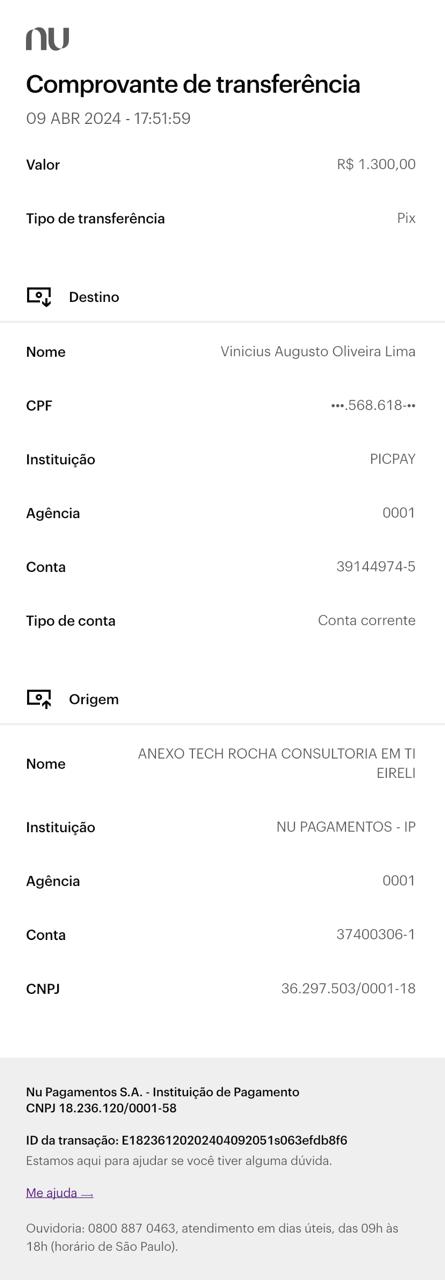 nu
Comprovante de transferência
09 ABR 2024 - 17:51:59
Valor R$ 1.300,00
Tipo de transferência Pix
Destino
Nome Vinicius Augusto Oliveira Lima
CPF •••.568.618-••
Instituição PICPAY
Agência 0001
Conta 39144974-5
Tipo de conta Conta corrente
Origem
Nome ANEXO TECH ROCHA CONSULTORIA EM TI
EIRELI
Instituição NU PAGAMENTOS - IP
Agência 0001
Conta 37400306-1
CNPJ 36.297.503/0001-18
Nu Pagamentos S.A. - Instituição de Pagamento
CNPJ 18.236.120/0001-58
ID da transação: E18236120202404092051s063efdb8f6
Estamos aqui para ajudar se você tiver alguma dúvida.
Me ajuda
Ouvidoria: 0800 887 0463, atendimento em dias úteis, das 09h às
18h (horário de São Paulo).